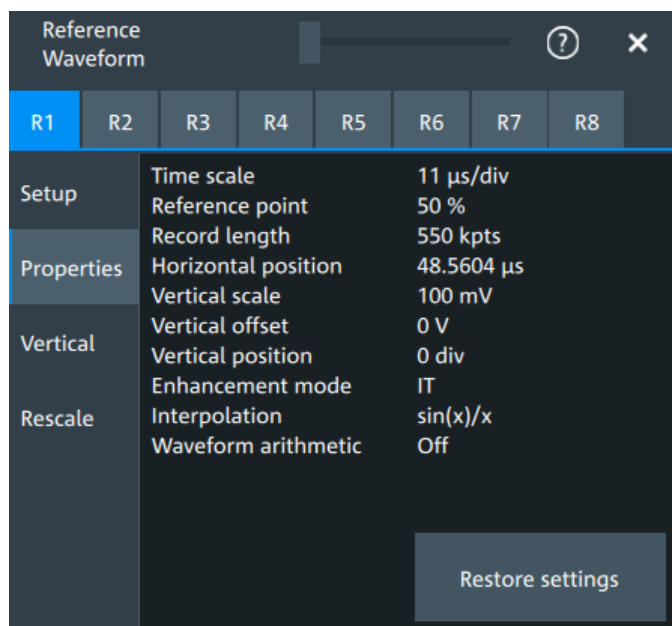 Reference
Waveform
?
R1 R2 R3 R4 R5 R6 R7 R8
Setup
Properties
Vertical
Rescale
Time scale 11 µs/div
Reference point 50 %
Record length 550 kpts
Horizontal position 48.5604 µs
Vertical scale 100 mV
Vertical offset 0 V
Vertical position 0 div
Enhancement mode IT
Interpolation sin(x)/x
Waveform arithmetic Off
Restore settings